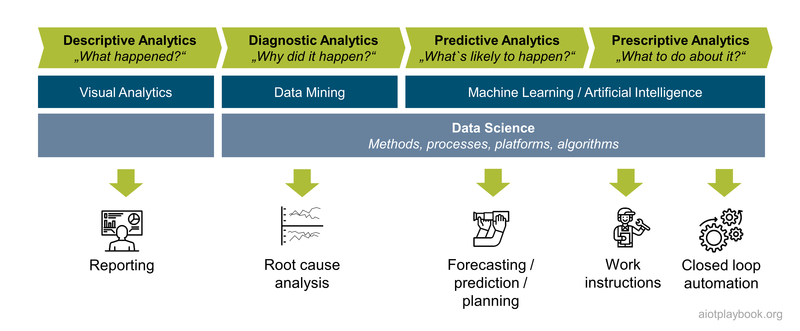 Descriptive Analytics
„What happened?“
Diagnostic Analytics
„Why did it happen?“
Predictive Analytics
„What`s likely to happen?“
Prescriptive Analytics
„What to do about it?“
Visual Analytics
Data Mining
Machine Learning / Artificial Intelligence
Data Science
Methods, processes, platforms, algorithms
Reporting
Root cause
analysis
Forecasting /
prediction /
planning
Work
instructions
Closed loop
automation
aiotplaybook.org